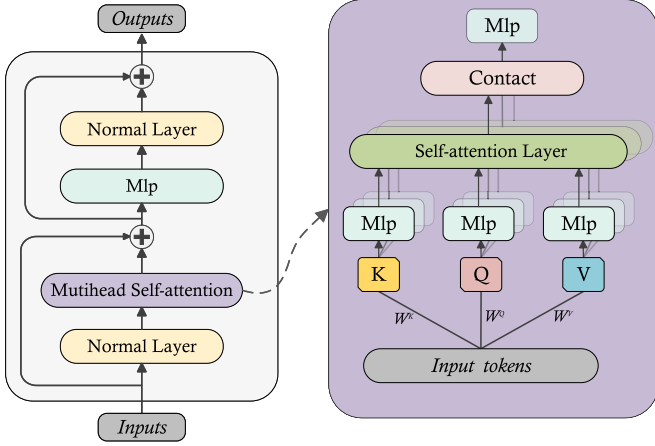 Outputs
Normal Layer
Mlp
Mutihead Self-attention
Normal Layer
Inputs
Mlp
Contact
Self-attention Layer
Mlp
Mlp
Mlp
K
Q
V
W^K
W^Q
W^V
Input tokens